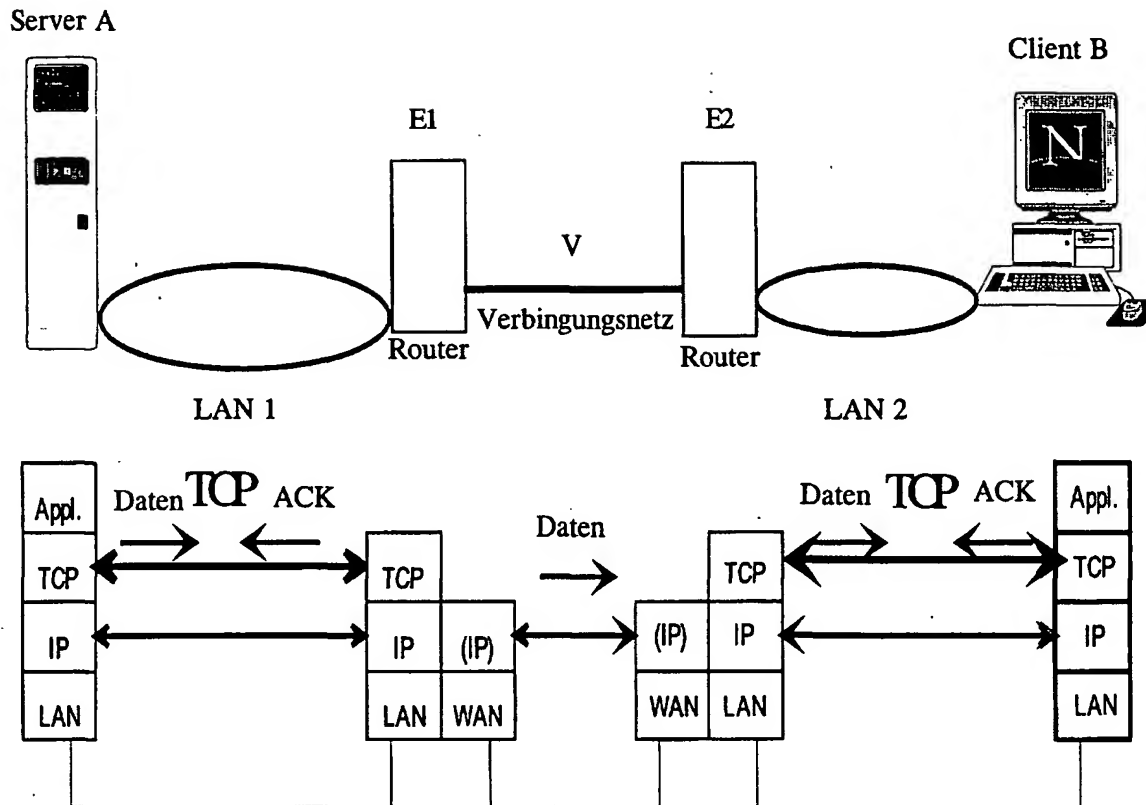 Server A
Client B
E1
E2
N
V
Verbingungsnetz
Router
Router
LAN 1
LAN 2
Appl.
Daten TCP ACK
Daten
Daten TCP ACK
Appl.
TCP
TCP
TCP
TCP
IP
IP
(IP)
(IP)
IP
IP
LAN
LAN
WAN
WAN
LAN
LAN